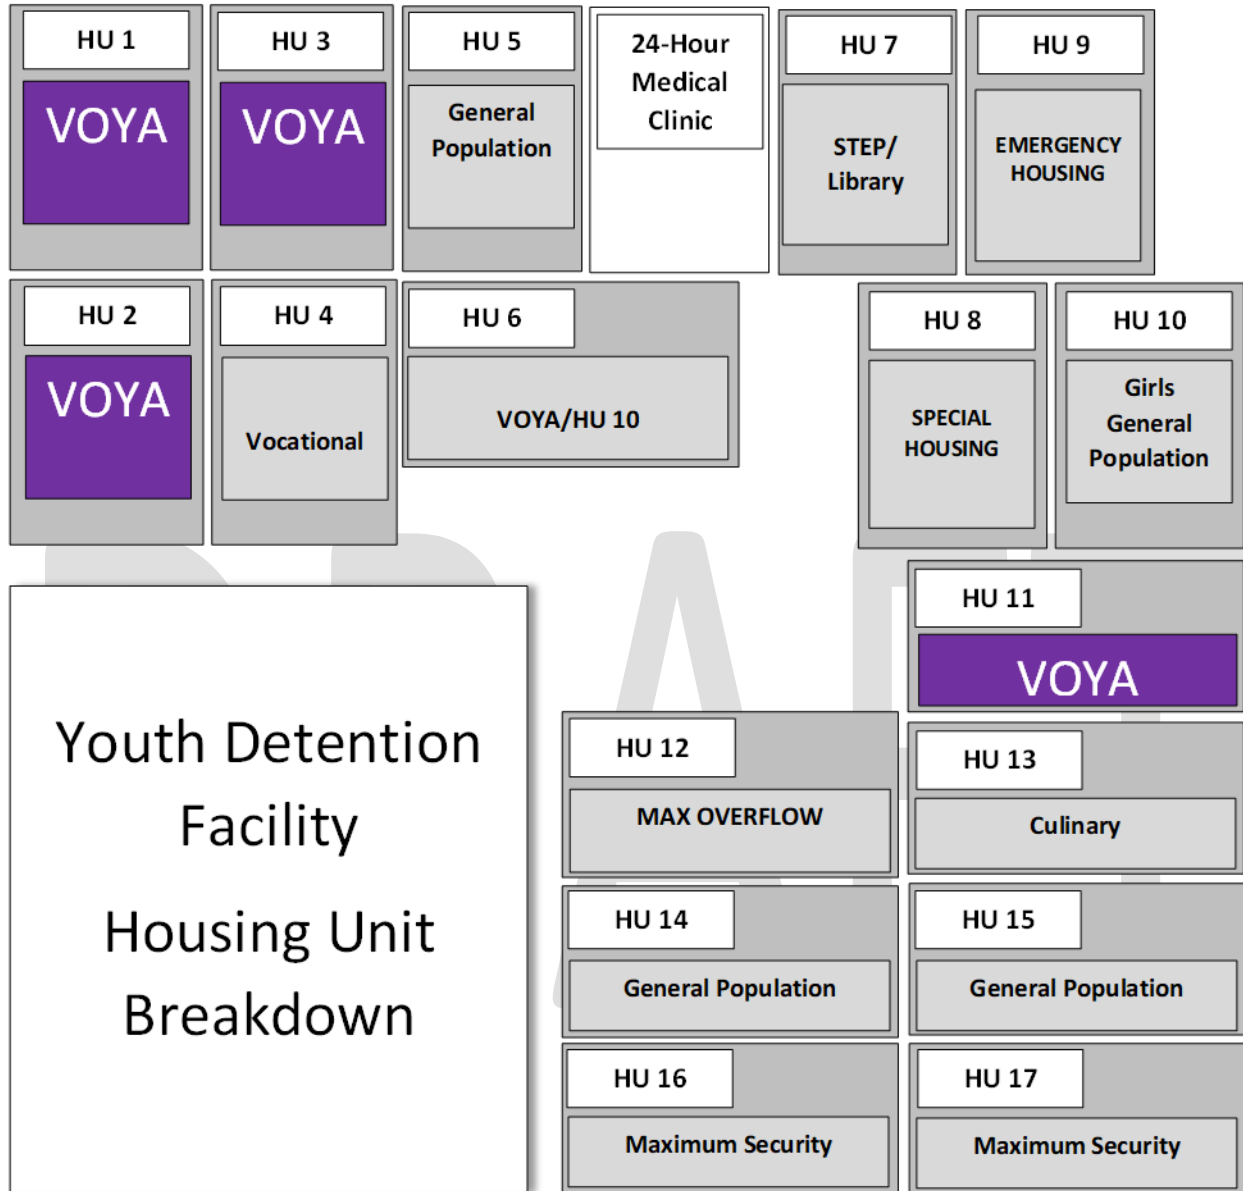 HU 1
VOYA
HU 3
VOYA
HU 5
General
Population
24-Hour
Medical
Clinic
HU 7
STEP/
Library
HU 9
EMERGENCY
HOUSING
HU 2
VOYA
HU 4
Vocational
HU 6
VOYA/HU 10
HU 8
SPECIAL
HOUSING
HU 10
Girls
General
Population
HU 11
VOYA
Youth Detention
Facility
Housing Unit
Breakdown
HU 12
MAX OVERFLOW
HU 13
Culinary
HU 14
General Population
HU 15
General Population
HU 16
Maximum Security
HU 17
Maximum Security
DRAFT